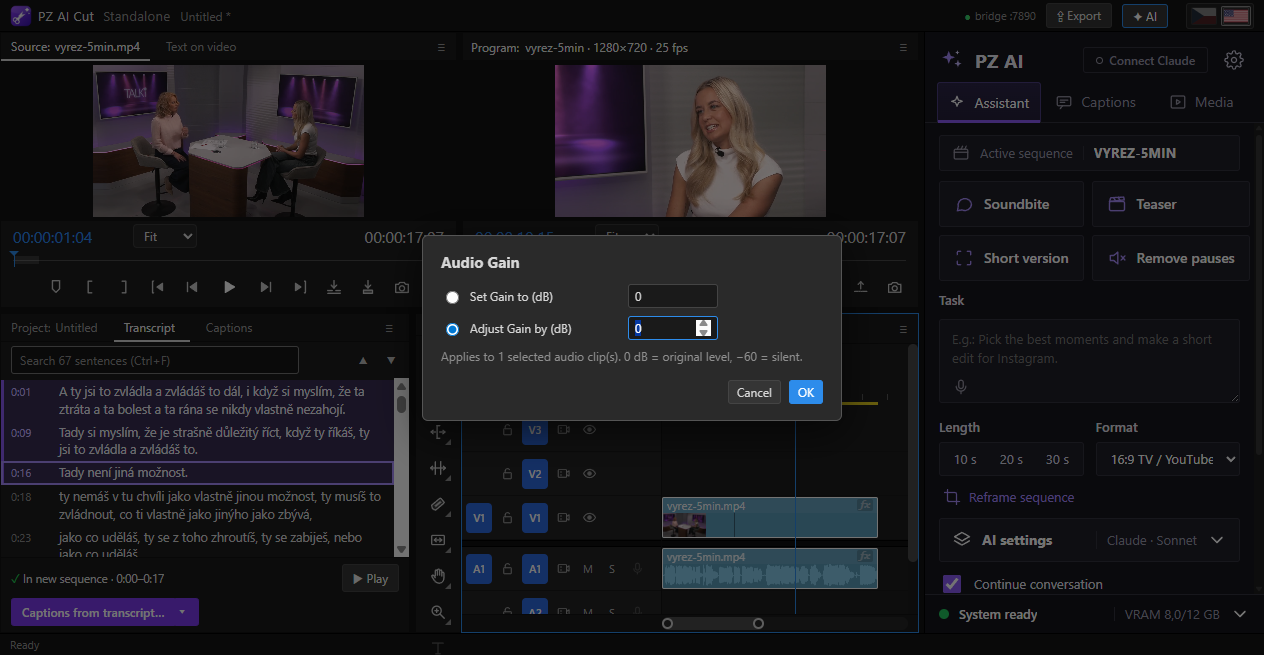 PZ AI Cut Standalone Untitled *
bridge :7890 Export AI
Source: vyrez-5min.mp4 Text on video
Program: vyrez-5min · 1280×720 · 25 fps
TALK
PZ AI
Connect Claude
Assistant Captions Media
Active sequence VYREZ-5MIN
Soundbite Teaser
Short version Remove pauses
00:00:01:04 Fit 00:00:17:07
Fit 00:00:17:07
Audio Gain
Set Gain to (dB) 0
Adjust Gain by (dB) 0
Applies to 1 selected audio clip(s). 0 dB = original level, −60 = silent.
Cancel OK
Project: Untitled Transcript Captions
Search 67 sentences (Ctrl+F)
0:01 A ty jsi to zvládla a zvládáš to dál, i když si myslím, že ta
ztráta a ta bolest a ta rána se nikdy vlastně nezahojí.
0:09 Tady si myslím, že je strašně důležitý říct, když ty říkáš, ty
jsi to zvládla a zvládáš to.
0:16 Tady není jiná možnost.
0:18 ty nemáš v tu chvíli jako vlastně jinou možnost, ty musíš to
zvládnout, co ti vlastně jako jinýho jako zbývá,
0:23 jako co uděláš, ty se z toho zhroutíš, ty se zabiješ, nebo
jako co uděláš
In new sequence · 0:00–0:17 Play
Captions from transcript...
V3
V2
V1 V1 vyrez-5min.mp4 fx
A1 A1 M S vyrez-5min.mp4 fx
A2 M S
Task
E.g.: Pick the best moments and make a short
edit for Instagram.
Length Format
10 s 20 s 30 s 16:9 TV / YouTube
Reframe sequence
AI settings Claude · Sonnet
Continue conversation
System ready VRAM 8,0/12 GB
Ready